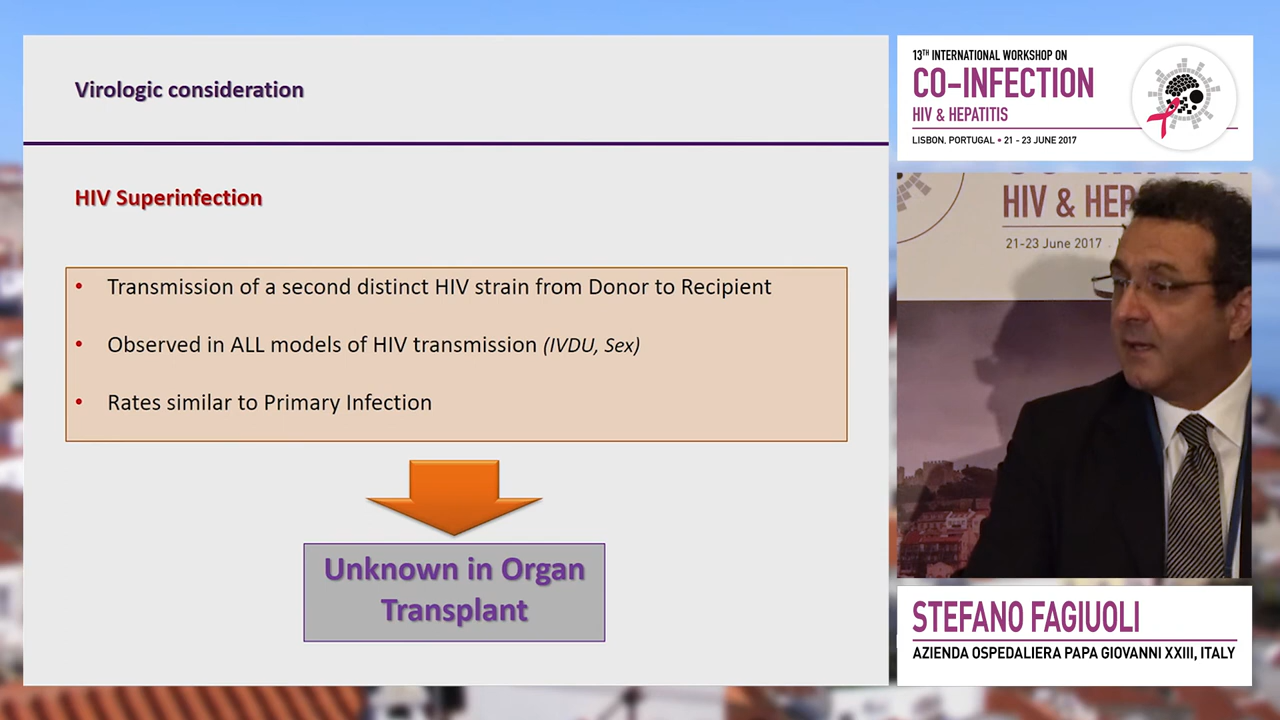 Virologic consideration
HIV Superinfection
• Transmission of a second distinct HIV strain from Donor to Recipient
• Observed in ALL models of HIV transmission (IVDU, Sex)
• Rates similar to Primary Infection
Unknown in Organ
Transplant
13TH INTERNATIONAL WORKSHOP ON
CO-INFECTION
HIV & HEPATITIS
LISBON, PORTUGAL • 21 - 23 JUNE 2017
HIV & HEP
21-23 June 2017
STEFANO FAGIUOLI
AZIENDA OSPEDALIERA PAPA GIOVANNI XXIII, ITALY